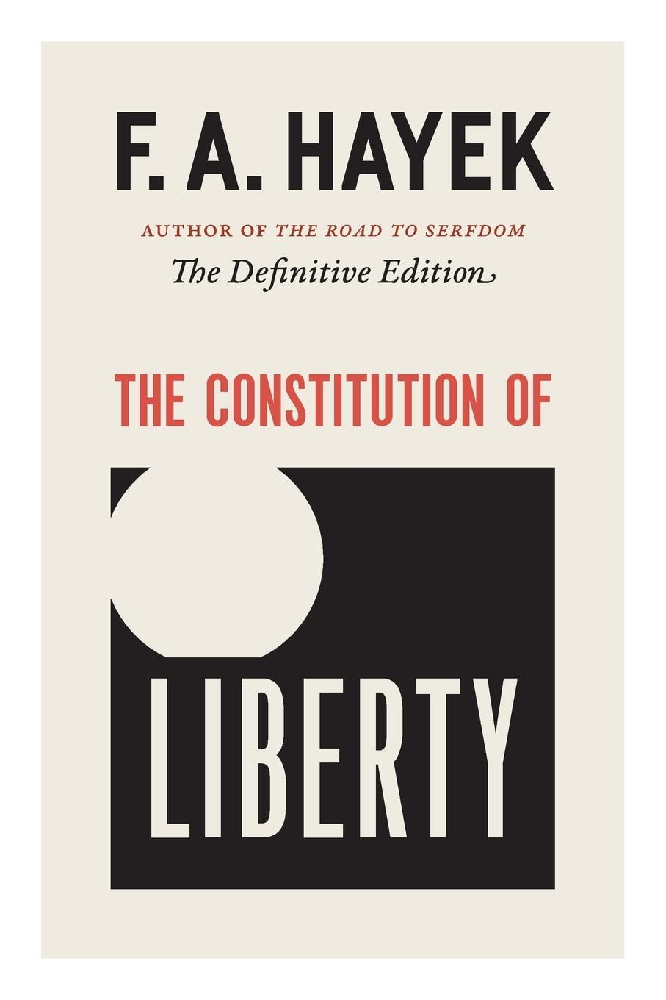 F. A. HAYEK
AUTHOR OF THE ROAD TO SERFDOM
The Definitive Edition
THE CONSTITUTION OF
LIBERTY